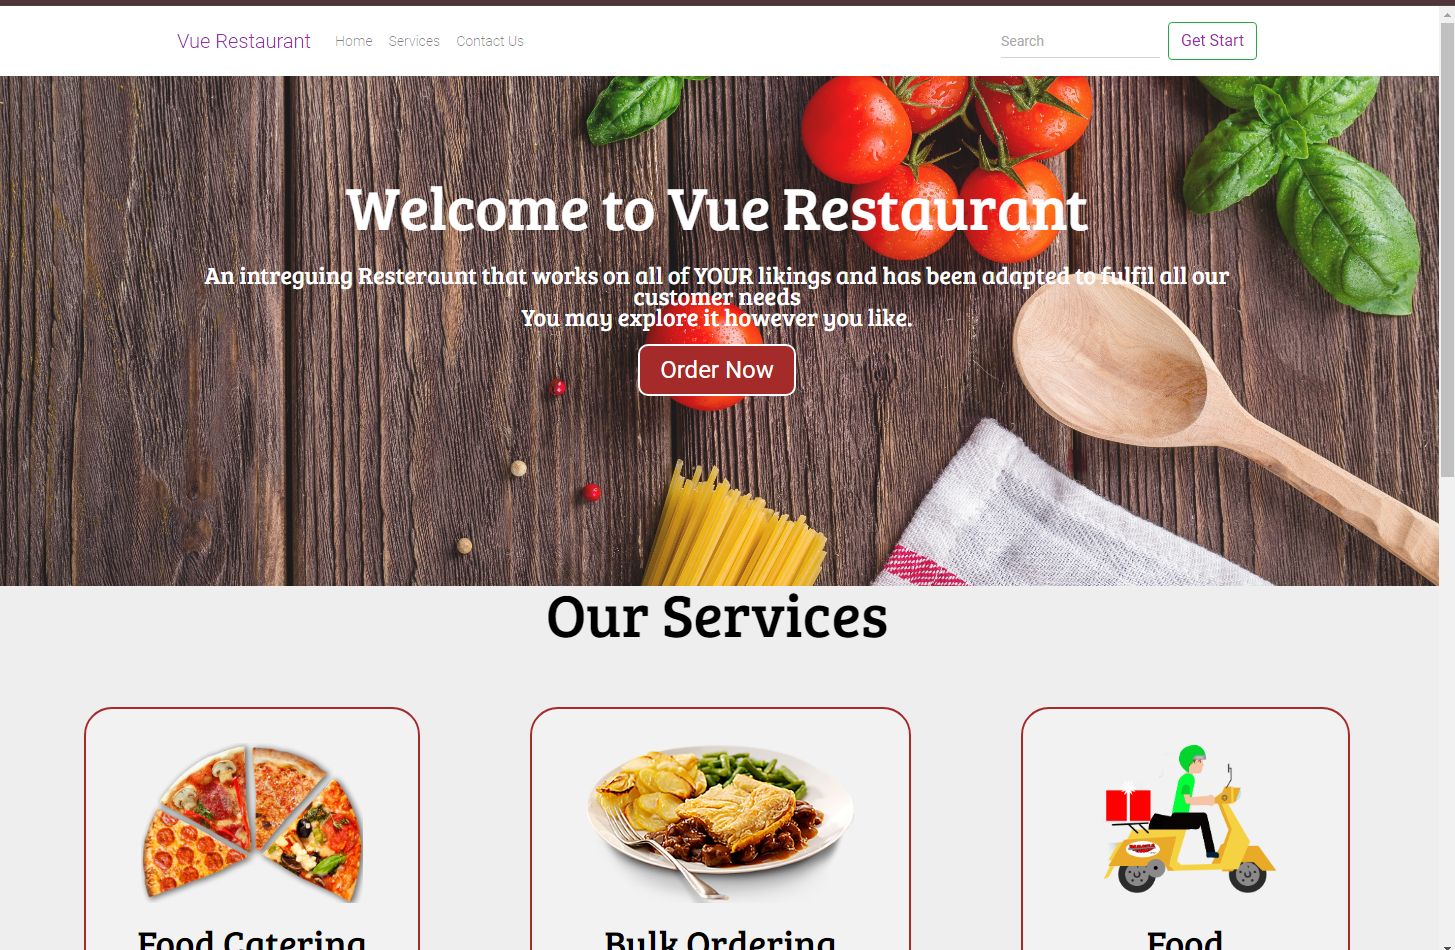 Vue Restaurant Home Services Contact Us Search Get Start
Welcome to Vue Restaurant
An intreguing Resteraunt that works on all of YOUR likings and has been adapted to fulfil all our
customer needs
You may explore it however you like.
Order Now
Our Services
Food Catering Bulk Ordering Food